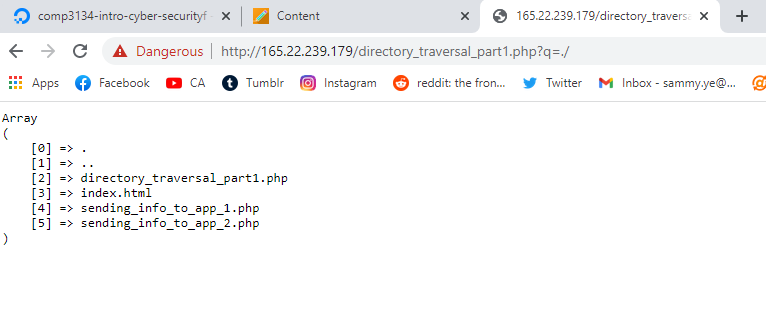 comp3134-intro-cyber-securityf
Content
165.22.239.179/directory_travers
Dangerous | http://165.22.239.179/directory_traversal_part1.php?q=./
Apps Facebook CA Tumblr Instagram reddit: the fron... Twitter Inbox - sammy.ye@...
Array
(
[0] => .
[1] => ..
[2] => directory_traversal_part1.php
[3] => index.html
[4] => sending_info_to_app_1.php
[5] => sending_info_to_app_2.php
)